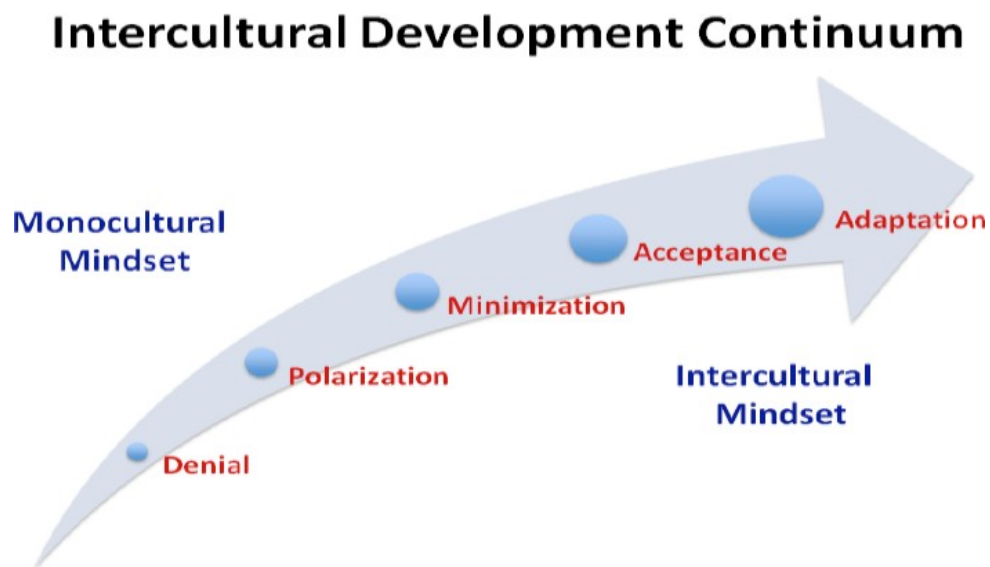 Intercultural Development Continuum
Monocultural
Mindset
Adaptation
Acceptance
Minimization
Polarization
Intercultural
Mindset
Denial